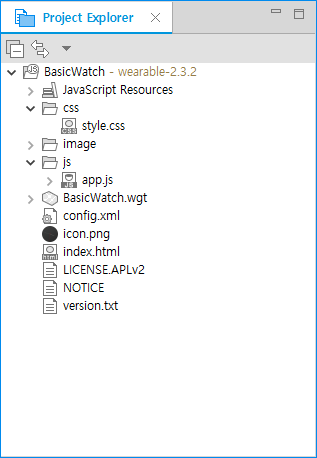 Project Explorer
BasicWatch - wearable-2.3.2
JavaScript Resources
css
style.css
image
js
app.js
BasicWatch.wgt
config.xml
icon.png
index.html
LICENSE.APLv2
NOTICE
version.txt